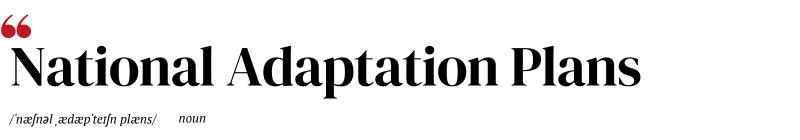 “
National Adaptation Plans
/ˈnæʃnəl ˌædæpˈteɪʃn plæns/ noun